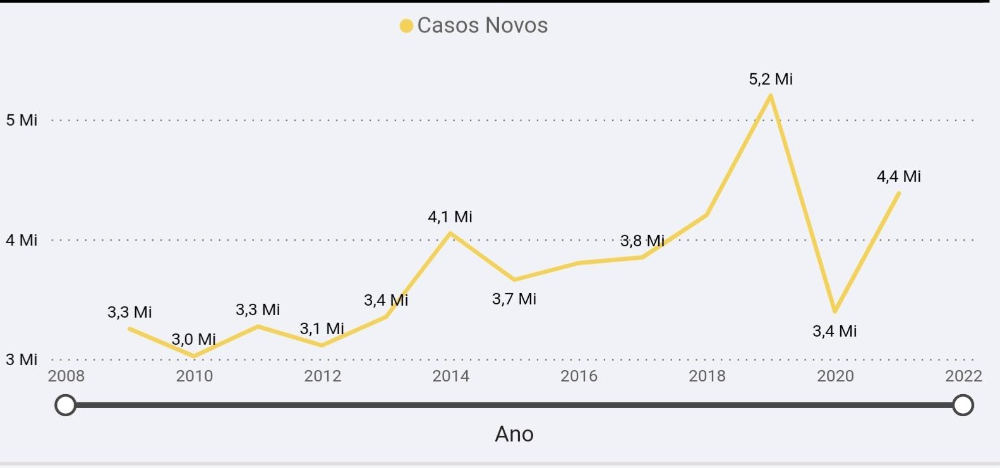 Casos Novos
5,2 Mi
5 Mi
4,4 Mi
4,1 Mi
4 Mi
3,8 Mi
3,7 Mi
3,4 Mi
3,3 Mi
3,3 Mi
3,1 Mi
3,4 Mi
3,0 Mi
3 Mi
2008 2010 2012 2014 2016 2018 2020 2022
Ano